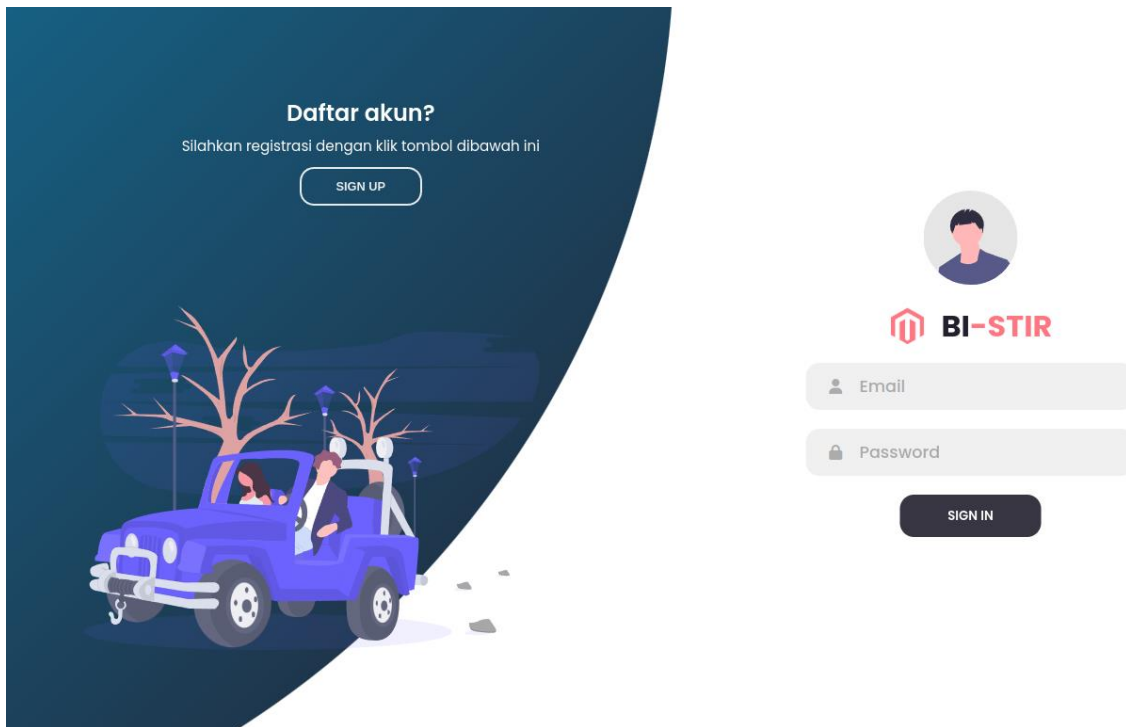 Daftar akun?
Silahkan registrasi dengan klik tombol dibawah ini
SIGN UP
BI-STIR
Email
Password
SIGN IN